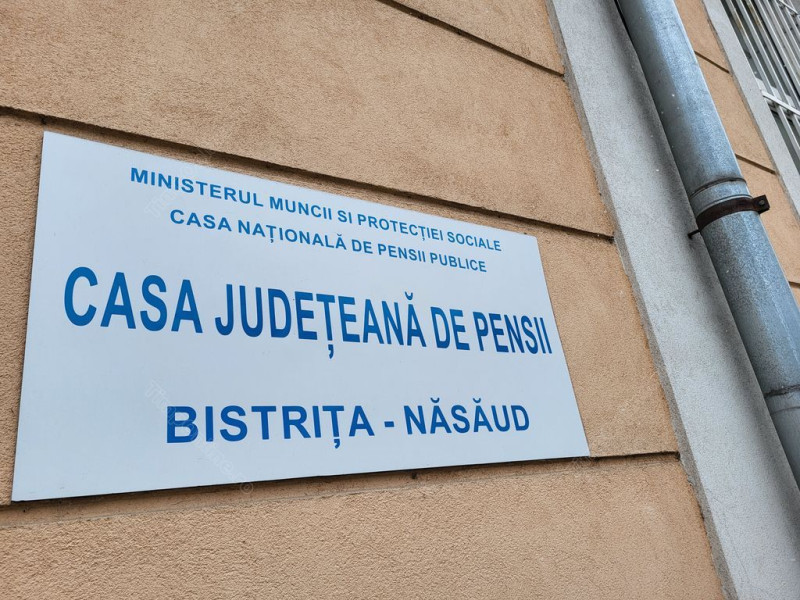 MINISTERUL MUNCII SI PROTECȚIEI SOCIALE
CASA NAȚIONALĂ DE PENSII PUBLICE
CASA JUDEȚEANĂ DE PENSII
BISTRIȚA - NĂSĂUD